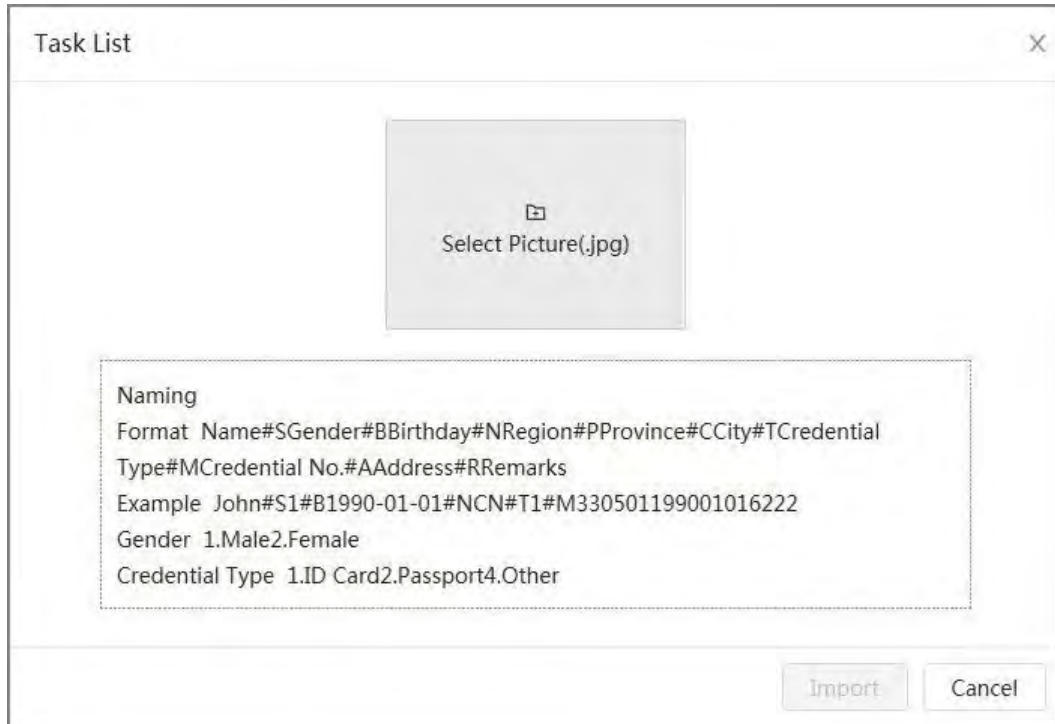 Task List
X
Select Picture(.jpg)
Naming
Format Name#SGender#BBirthday#NRegion#PProvince#CCity#TCredential
Type#MCredential No.#AAddress#RRemarks
Example John#S1#B1990-01-01#NCN#T1#M330501199001016222
Gender 1.Male2.Female
Credential Type 1.ID Card2.Passport4.Other
Import
Cancel